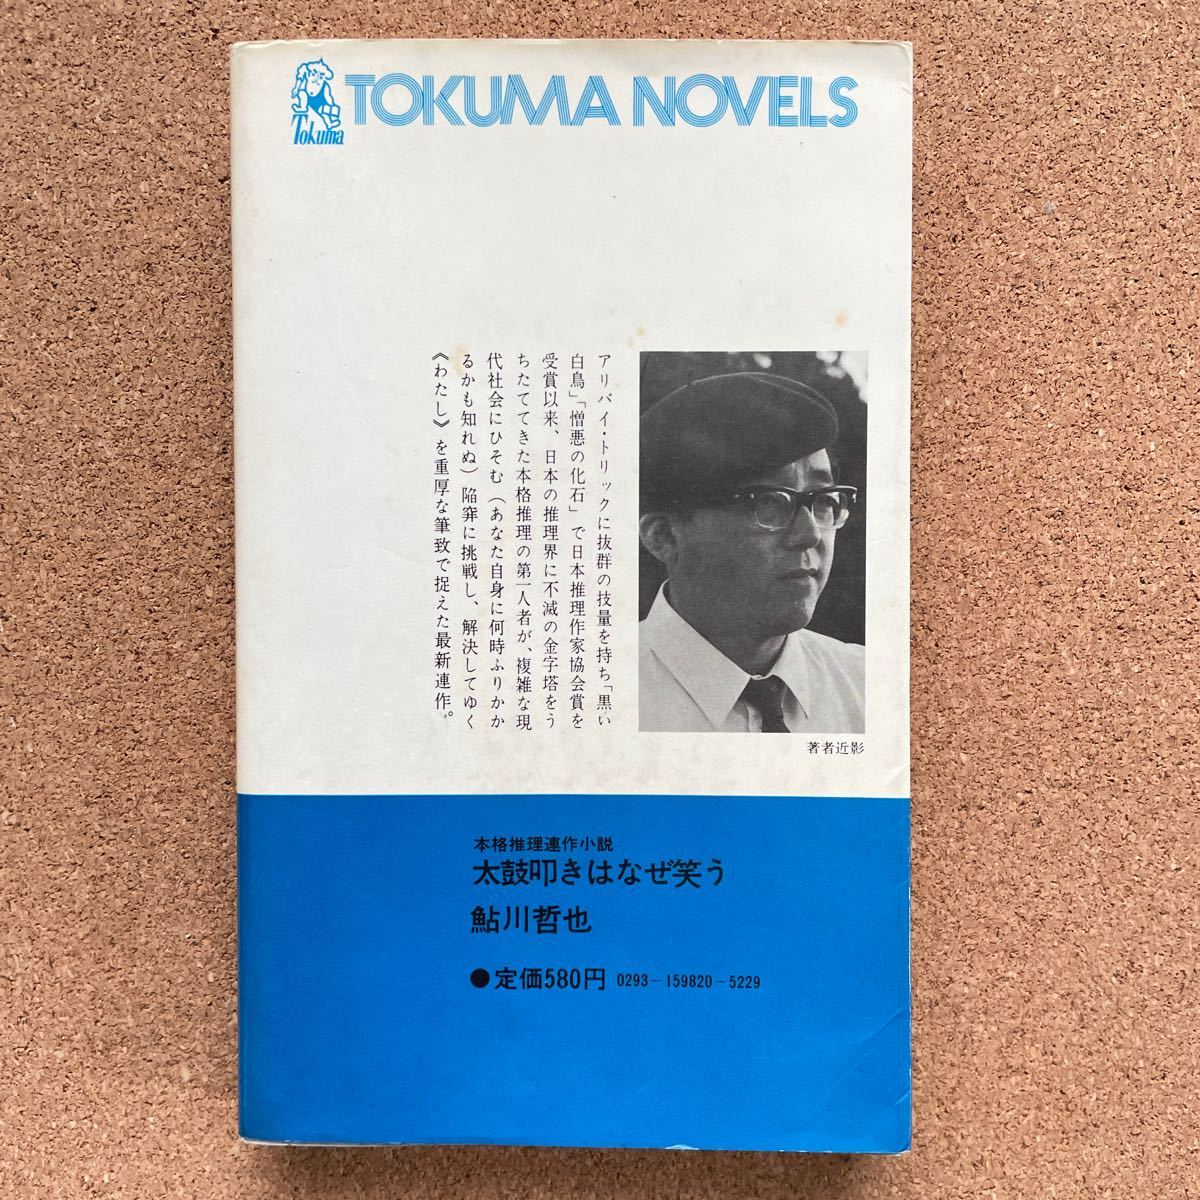 Tokuma
TOKUMA NOVELS
アリバイ・トリックに抜群の技量を持ち「黒い
白鳥」「憎悪の化石」で日本推理作家協会賞を
受賞以来、日本の推理界に不滅の金字塔をう
ちたててきた本格推理の第一人者が、複雑な現
代社会にひそむ（あなた自身に何時ふりかか
るかも知れぬ）陥穽に挑戦し、解決してゆく
《わたし》を重厚な筆致で捉えた最新連作。
著者近影
本格推理連作小説
太鼓叩きはなぜ笑う
鮎川哲也
●定価580円 0293－159820－5229